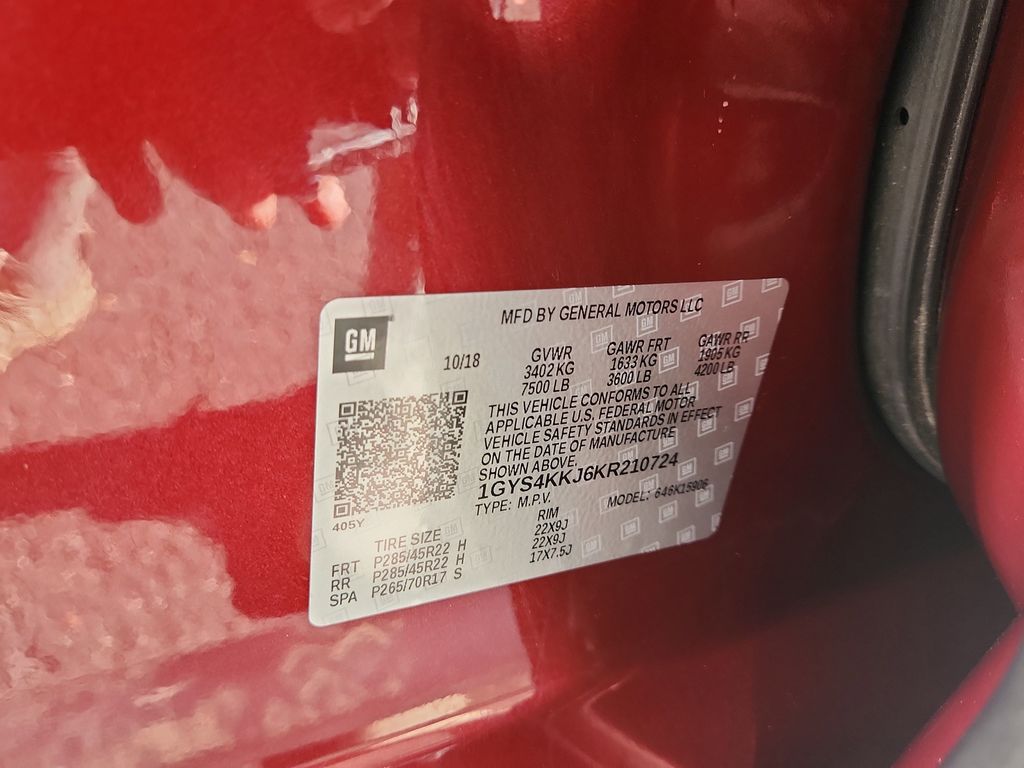 MFD BY GENERAL MOTORS LLC
GM
10/18
GVWR GAWR FRT GAWR RR
3402 KG 1633 KG 1905 KG
7500 LB 3600 LB 4200 LB
THIS VEHICLE CONFORMS TO ALL
APPLICABLE U.S. FEDERAL MOTOR
VEHICLE SAFETY STANDARDS IN EFFECT
ON THE DATE OF MANUFACTURE
SHOWN ABOVE.
1GYS4KKJ6KR210724
TYPE: M.P.V. MODEL: 646K15906
405Y
TIRE SIZE RIM
FRT P285/45R22 H 22X9J
RR P285/45R22 H 22X9J
SPA P265/70R17 S 17X7.5J